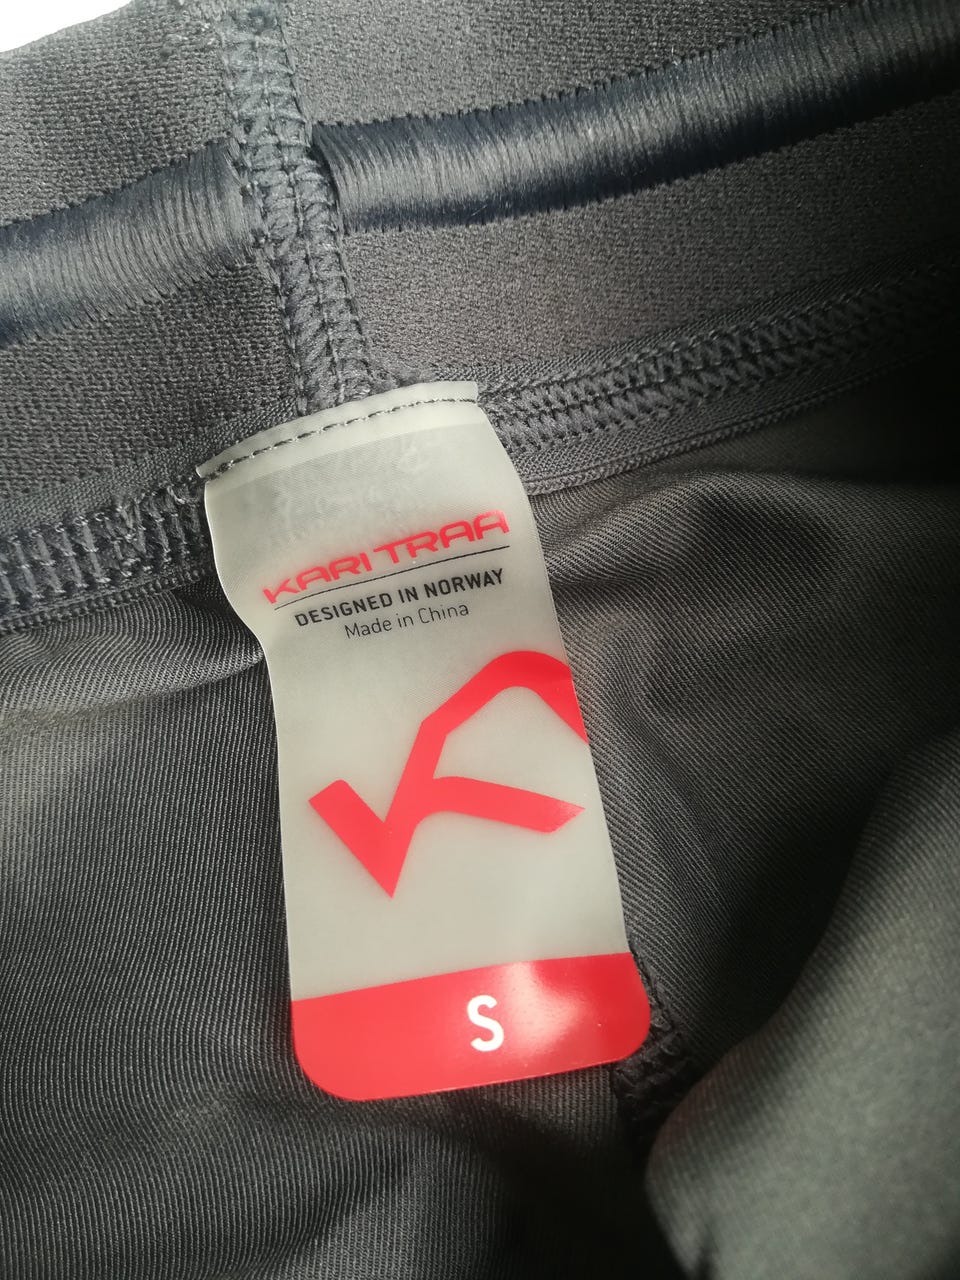 KARI TRAA
DESIGNED IN NORWAY
Made in China
S